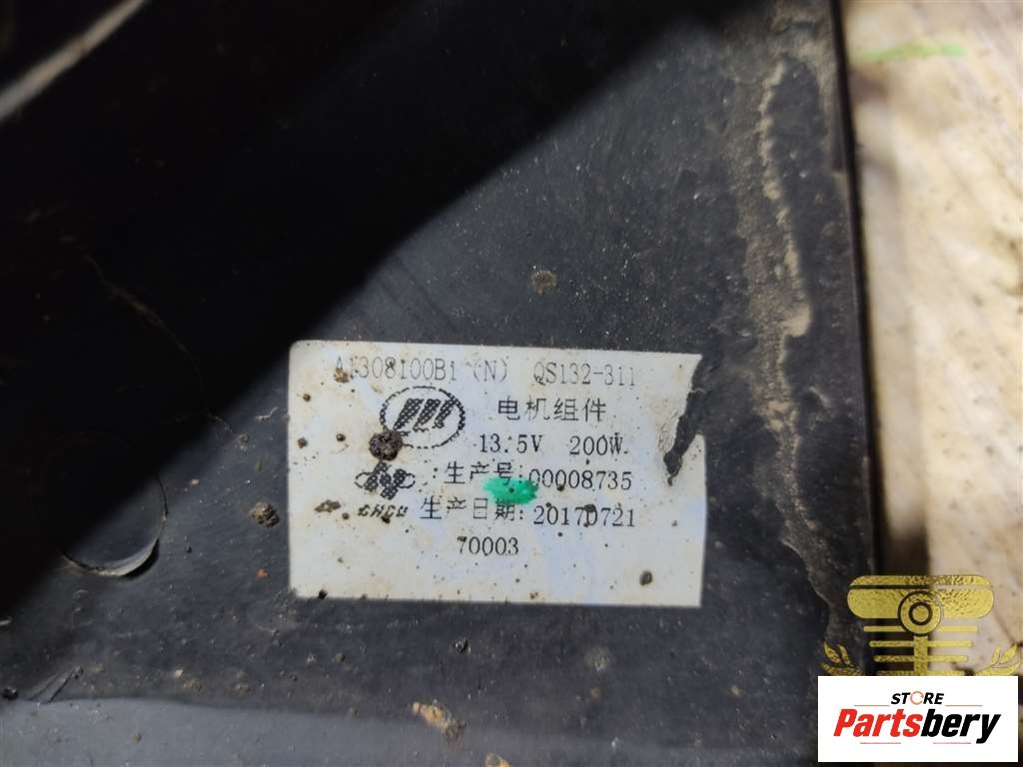 AF308100B1 (N) QS132-311
电机组件
13.5V 200W
生产号:00008735
生产日期:20170721
70003
STORE
Partsbery